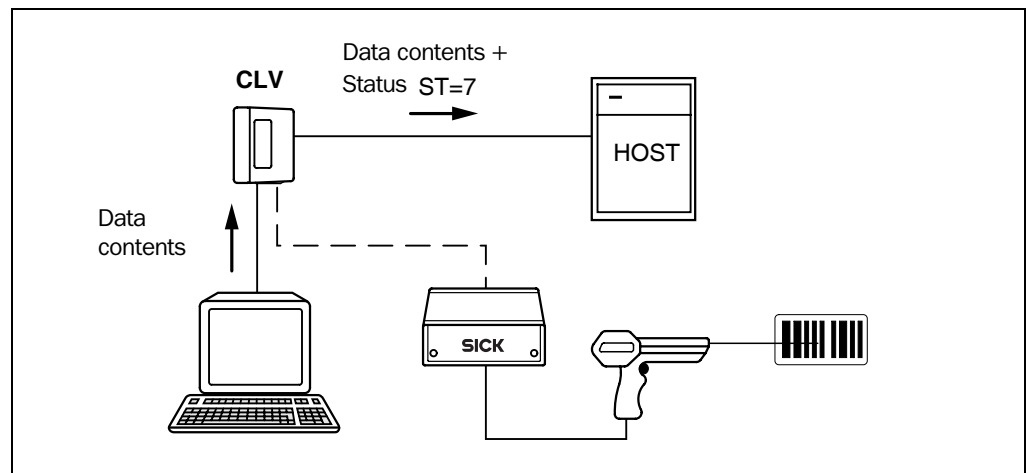 Data contents +
CLV
Status ST=7
HOST
Data
contents
SICK